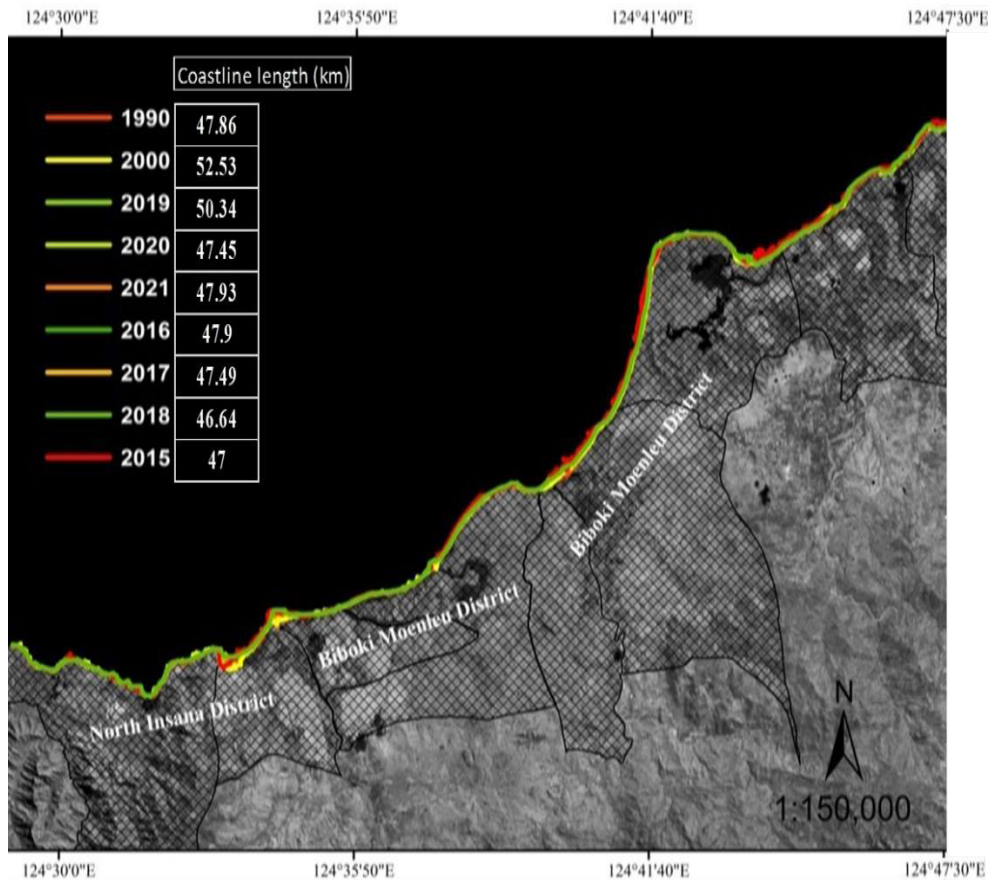 124°30'0"E 124°35'50"E 124°41'40"E 124°47'30"E
Coastline length (km)
1990 47.86
2000 52.53
2019 50.34
2020 47.45
2021 47.93
2016 47.9
2017 47.49
2018 46.64
2015 47
Biboki Moenleu District
Biboki Moenleu District
North Insana District
N
1:150,000
124°30'0"E 124°35'50"E 124°41'40"E 124°47'30"E